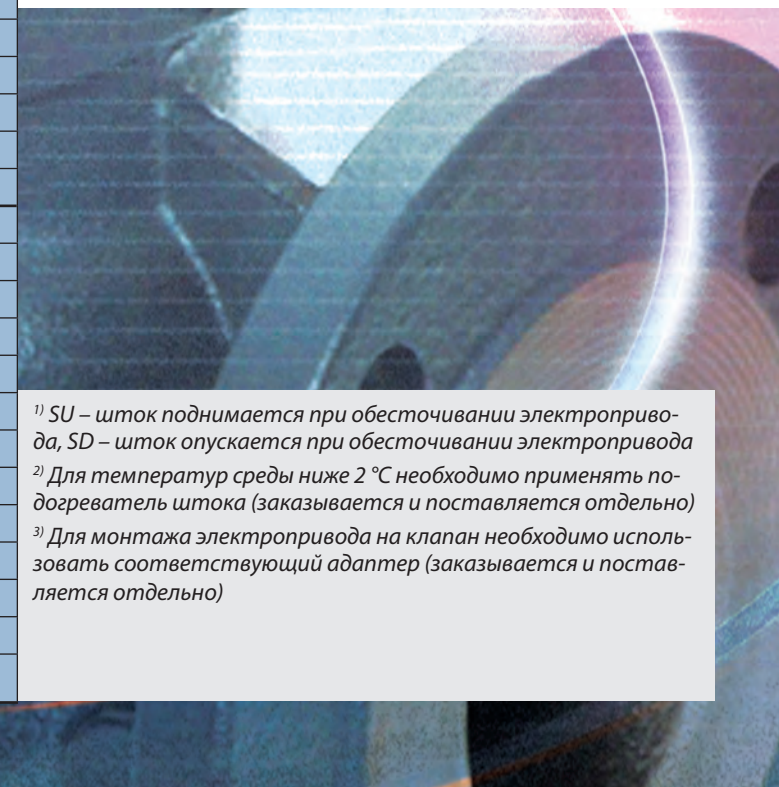 1) SU – шток поднимается при обесточивании электроприво-
да, SD – шток опускается при обесточивании электропривода
2) Для температур среды ниже 2 °С необходимо применять по-
догреватель штока (заказывается и поставляется отдельно)
3) Для монтажа электропривода на клапан необходимо исполь-
зовать соответствующий адаптер (заказывается и постав-
ляется отдельно)